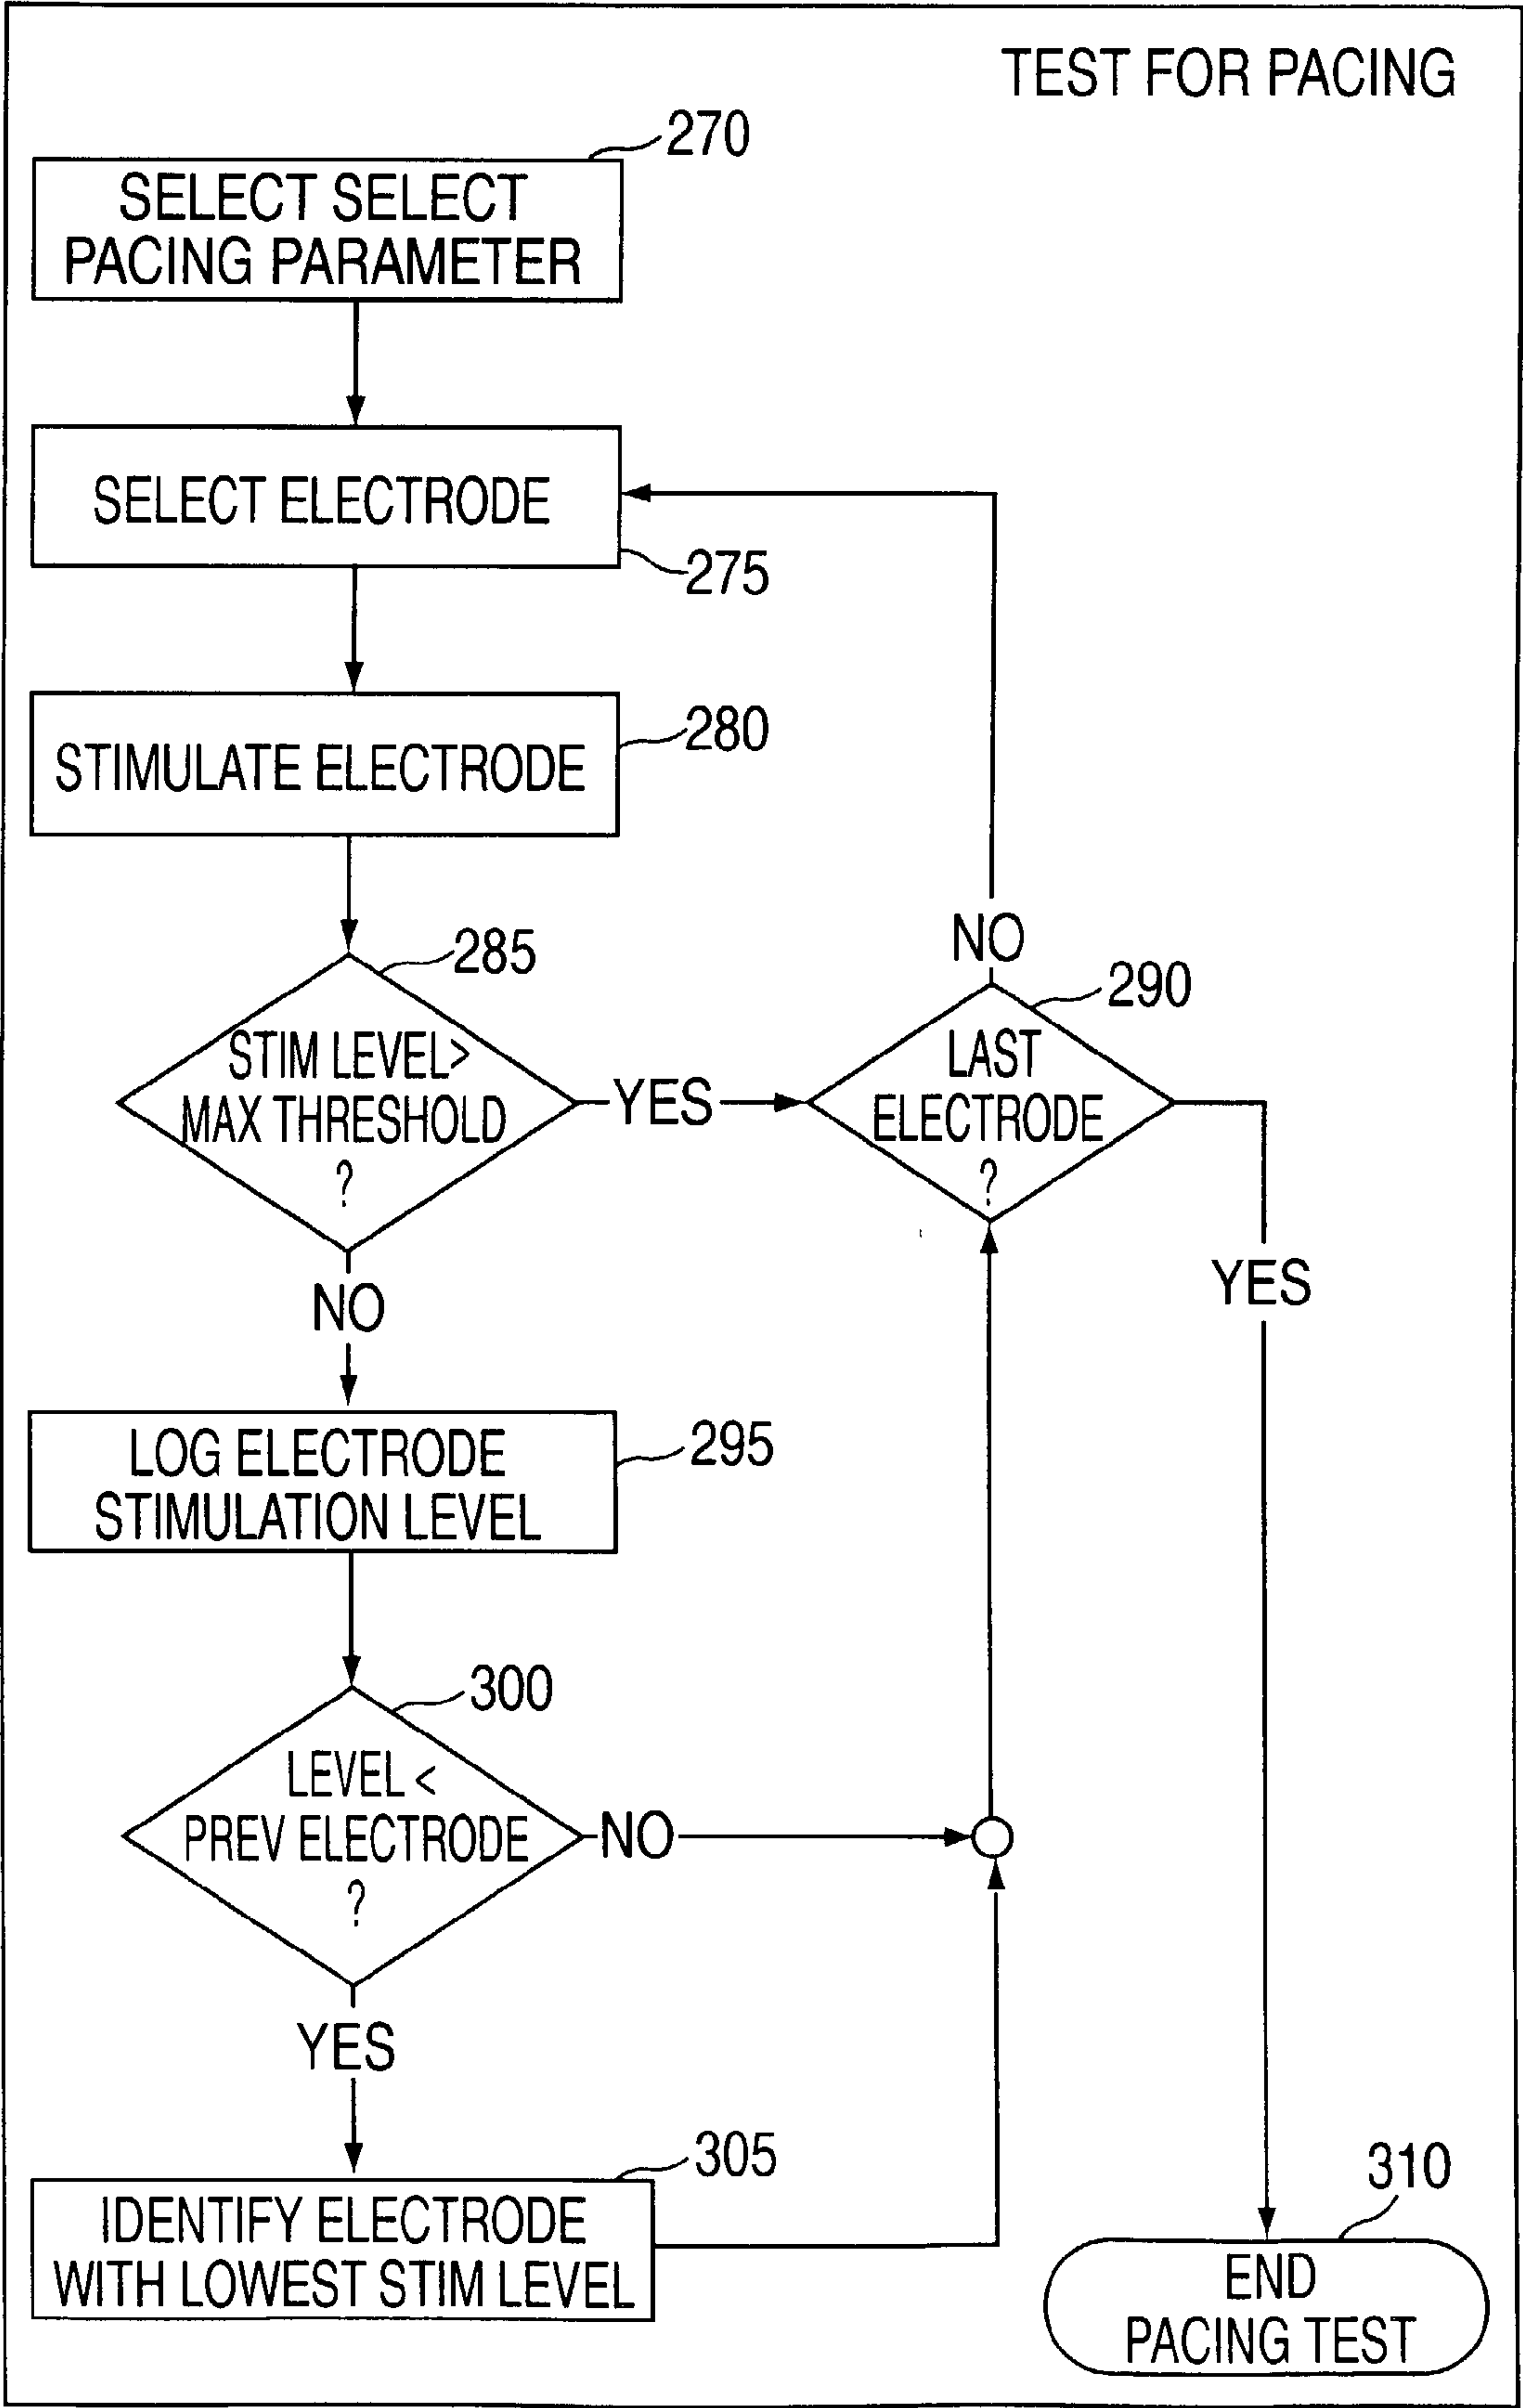 TEST FOR PACING
270
SELECT SELECT
PACING PARAMETER
SELECT ELECTRODE
275
280
STIMULATE ELECTRODE
285
STIM LEVEL>
MAX THRESHOLD
?
YES
NO
290
LAST
ELECTRODE
?
NO
YES
295
LOG ELECTRODE
STIMULATION LEVEL
300
LEVEL <
PREV ELECTRODE
?
NO
YES
305
IDENTIFY ELECTRODE
WITH LOWEST STIM LEVEL
310
END
PACING TEST